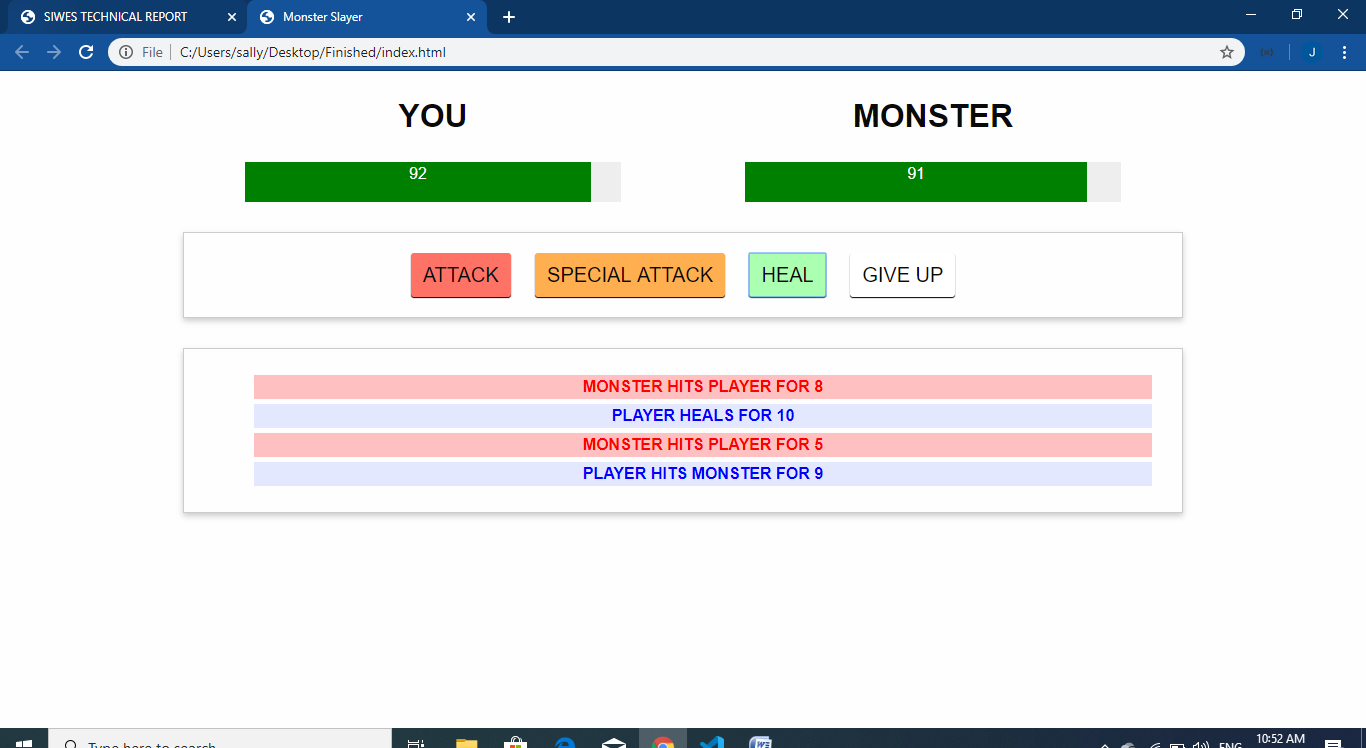 SIWES TECHNICAL REPORT
Monster Slayer
File
C:/Users/sally/Desktop/Finished/index.html
J
YOU
MONSTER
92
91
ATTACK
SPECIAL ATTACK
HEAL
GIVE UP
MONSTER HITS PLAYER FOR 8
PLAYER HEALS FOR 10
MONSTER HITS PLAYER FOR 5
PLAYER HITS MONSTER FOR 9
Type here to search
ENG
10:52 AM